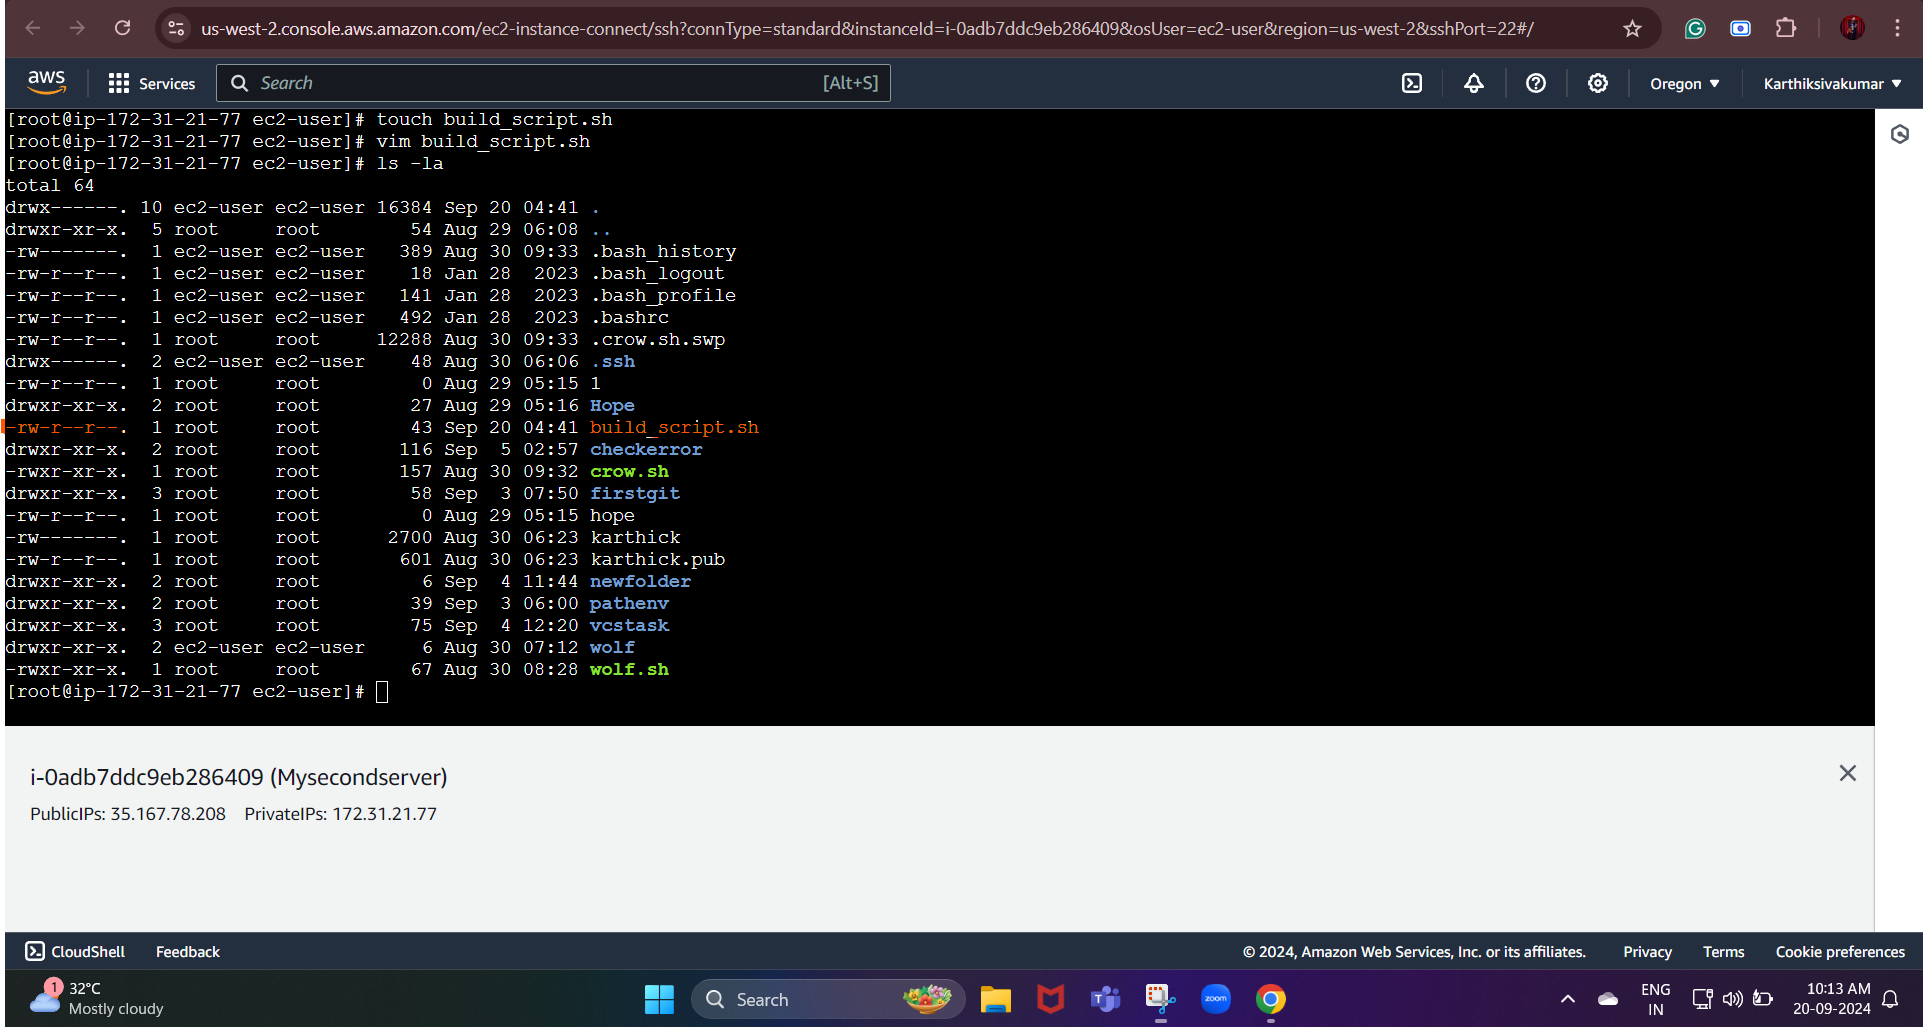 us-west-2.console.aws.amazon.com/ec2-instance-connect/ssh?connType=standard&instanceId=i-0adb7ddc9eb286409&osUser=ec2-user&region=us-west-2&sshPort=22#/
aws Services Search [Alt+S] Oregon Karthiksivakumar
[root@ip-172-31-21-77 ec2-user]# touch build_script.sh
[root@ip-172-31-21-77 ec2-user]# vim build_script.sh
[root@ip-172-31-21-77 ec2-user]# ls -la
total 64
drwx------. 10 ec2-user ec2-user 16384 Sep 20 04:41 .
drwxr-xr-x.  5 root     root        54 Aug 29 06:08 ..
-rw-------.  1 ec2-user ec2-user   389 Aug 30 09:33 .bash_history
-rw-r--r--.  1 ec2-user ec2-user    18 Jan 28  2023 .bash_logout
-rw-r--r--.  1 ec2-user ec2-user   141 Jan 28  2023 .bash_profile
-rw-r--r--.  1 ec2-user ec2-user   492 Jan 28  2023 .bashrc
-rw-r--r--.  1 root     root     12288 Aug 30 09:33 .crow.sh.swp
drwx------.  2 ec2-user ec2-user    48 Aug 30 06:06 .ssh
-rw-r--r--.  1 root     root         0 Aug 29 05:15 1
drwxr-xr-x.  2 root     root        27 Aug 29 05:16 Hope
-rw-r--r--.  1 root     root        43 Sep 20 04:41 build_script.sh
drwxr-xr-x.  2 root     root       116 Sep  5 02:57 checkerror
-rwxr-xr-x.  1 root     root       157 Aug 30 09:32 crow.sh
drwxr-xr-x.  3 root     root        58 Sep  3 07:50 firstgit
-rw-r--r--.  1 root     root         0 Aug 29 05:15 hope
-rw-------.  1 root     root      2700 Aug 30 06:23 karthick
-rw-r--r--.  1 root     root       601 Aug 30 06:23 karthick.pub
drwxr-xr-x.  2 root     root         6 Sep  4 11:44 newfolder
drwxr-xr-x.  2 root     root        39 Sep  3 06:00 pathenv
drwxr-xr-x.  3 root     root        75 Sep  4 12:20 vcstask
drwxr-xr-x.  2 ec2-user ec2-user     6 Aug 30 07:12 wolf
-rwxr-xr-x.  1 root     root        67 Aug 30 08:28 wolf.sh
[root@ip-172-31-21-77 ec2-user]#
i-0adb7ddc9eb286409 (Mysecondserver)
PublicIPs: 35.167.78.208 PrivateIPs: 172.31.21.77
CloudShell Feedback © 2024, Amazon Web Services, Inc. or its affiliates. Privacy Terms Cookie preferences
1 32°C
Mostly cloudy
Search
zoom
ENG
IN
10:13 AM
20-09-2024